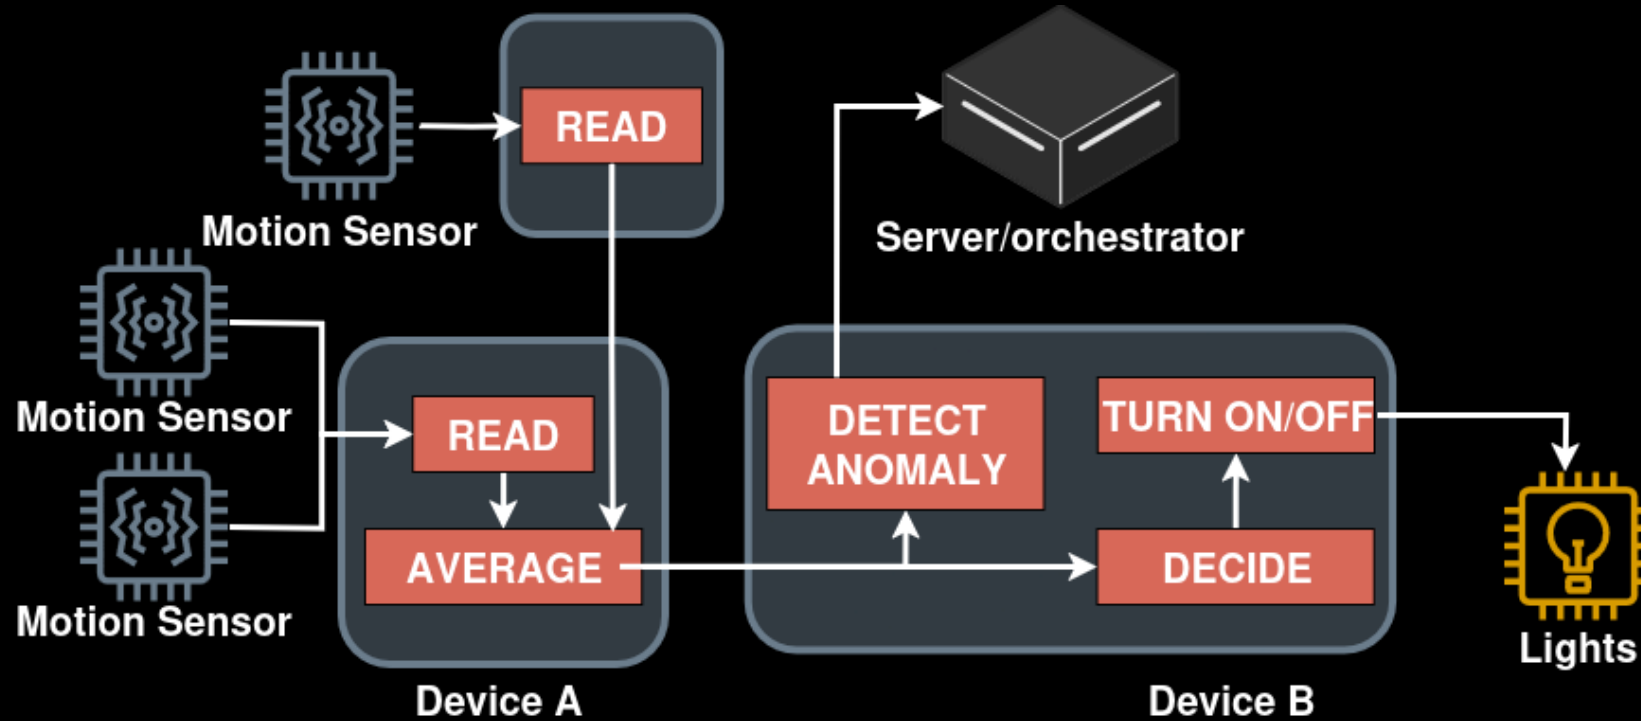 READ
Motion Sensor
Server/orchestrator
Motion Sensor
READ
DETECT
ANOMALY
TURN ON/OFF
AVERAGE
DECIDE
Motion Sensor
Lights
Device A
Device B